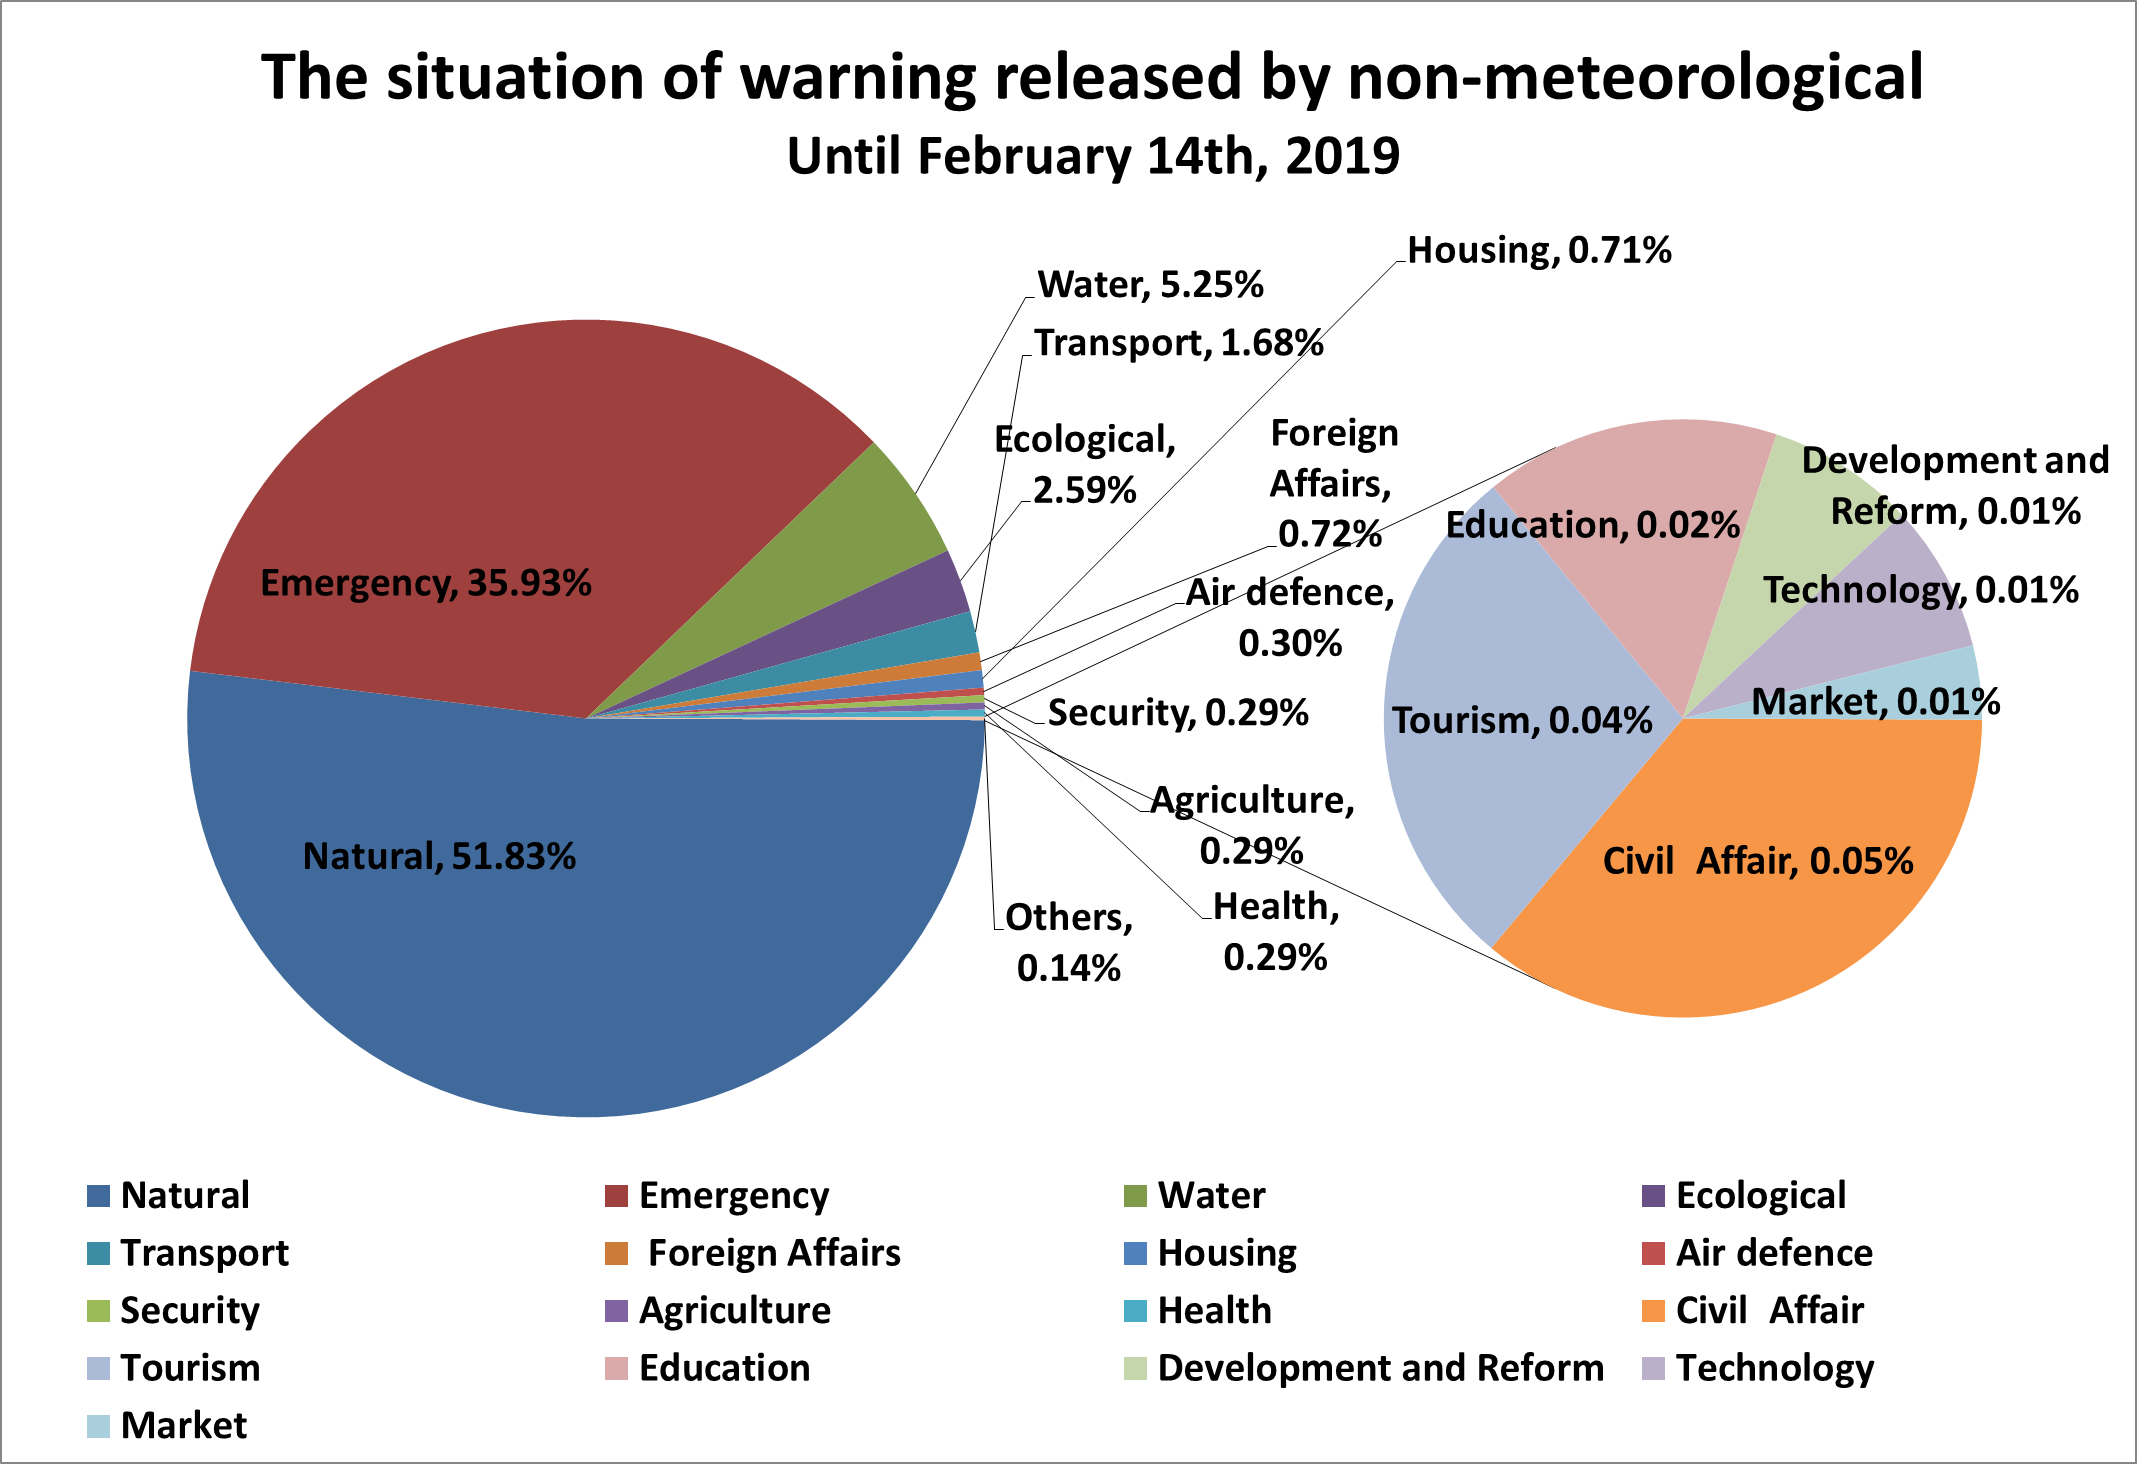 The situation of warning released by non-meteorological
Until February 14th, 2019
Housing, 0.71%
Water, 5.25%
Transport, 1.68%
Ecological,
2.59%
Foreign
Affairs,
0.72%
Development and
Reform, 0.01%
Education, 0.02%
Emergency, 35.93%
Air defence,
0.30%
Technology, 0.01%
Security, 0.29%
Tourism, 0.04%
Market, 0.01%
Agriculture,
0.29%
Natural, 51.83%
Civil  Affair, 0.05%
Others,
0.14%
Health,
0.29%
Natural
Emergency
Water
Ecological
Transport
Foreign Affairs
Housing
Air defence
Security
Agriculture
Health
Civil  Affair
Tourism
Education
Development and Reform
Technology
Market